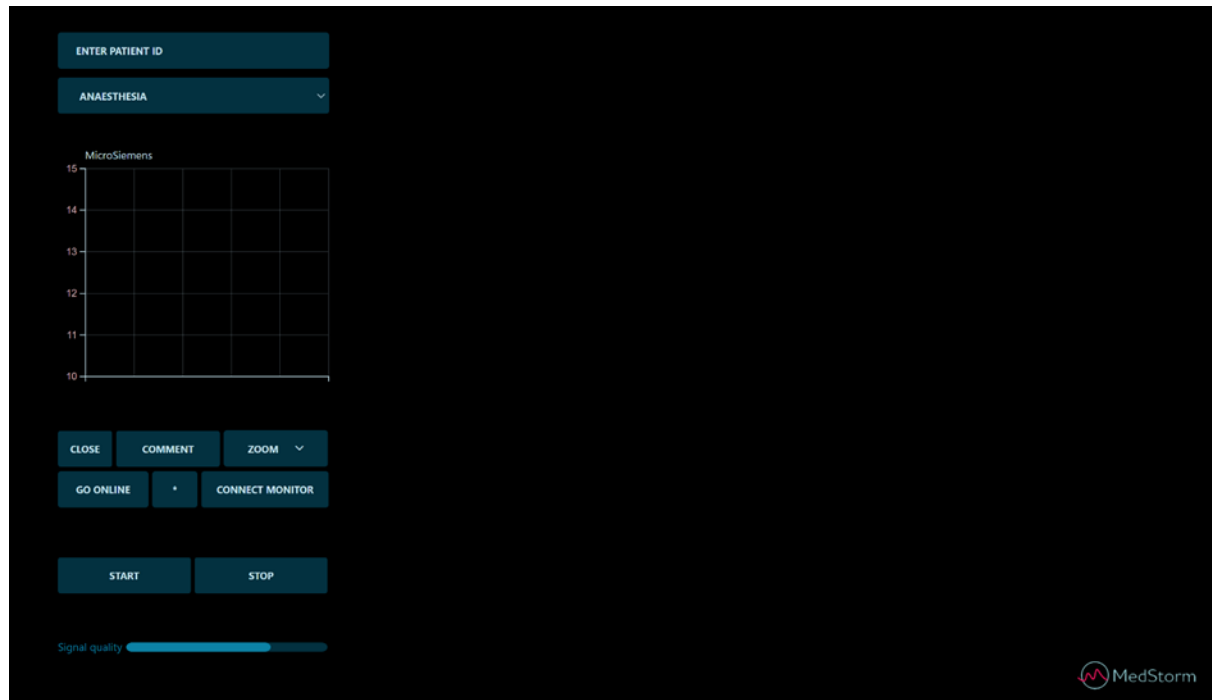 ENTER PATIENT ID
ANAESTHESIA
MicroSiemens
15
14
13
12
11
10
CLOSE COMMENT ZOOM
GO ONLINE * CONNECT MONITOR
START STOP
Signal quality
MedStorm